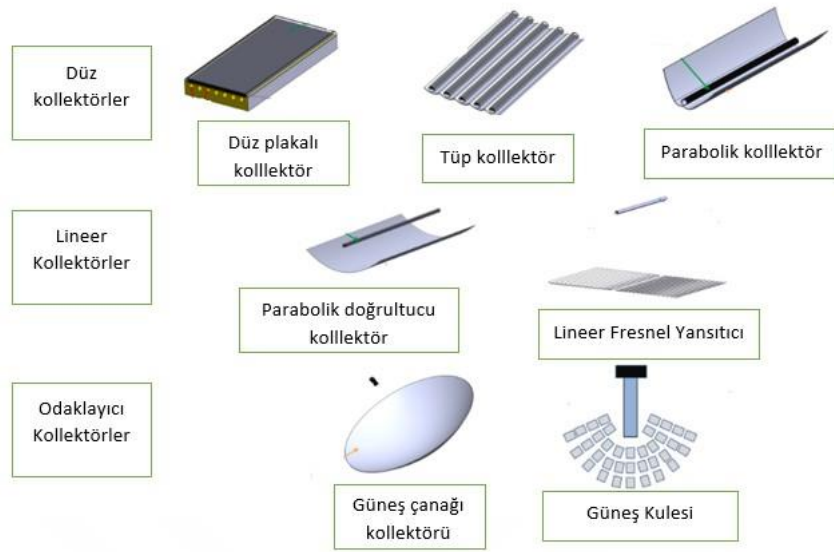 Düz
kollektörler
Düz plakalı
kolllektör
Tüp kolllektör
Parabolik kolllektör
Lineer
Kollektörler
Parabolik doğrultucu
kolllektör
Lineer Fresnel Yansıtıcı
Odaklayıcı
Kollektörler
Güneş çanağı
kollektörü
Güneş Kulesi